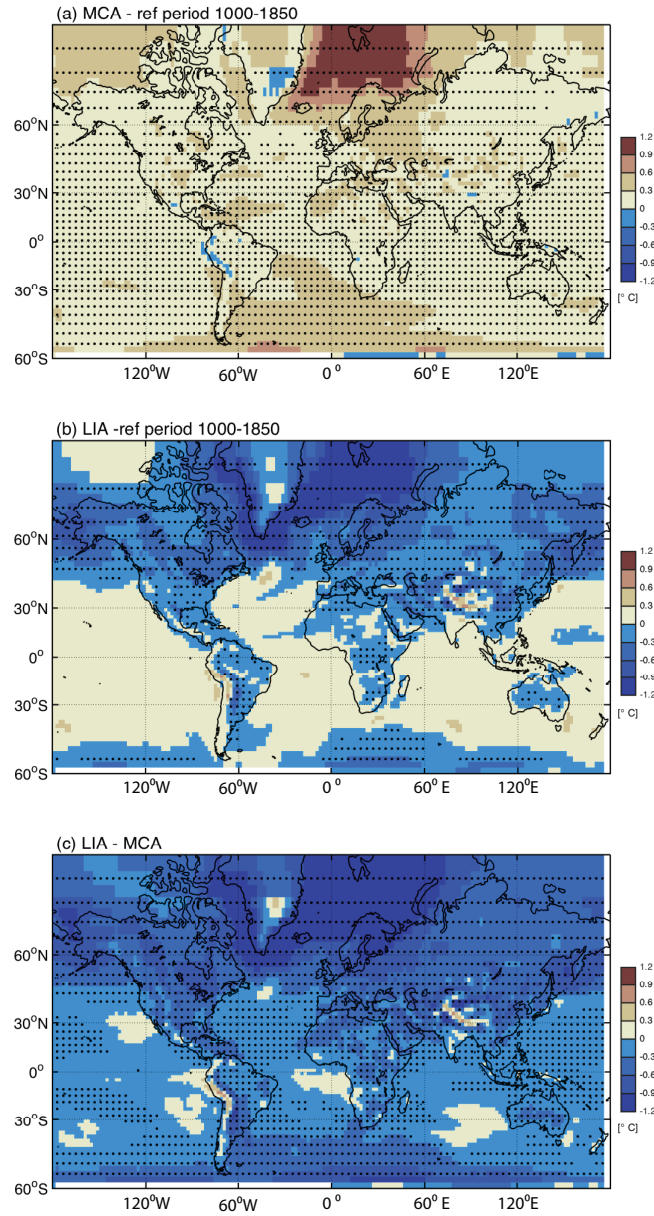 (a) MCA - ref period 1000-1850
60°N
30°N
0°
30°S
60°S
120°W 60°W 0° 60° E 120°E
1.2
0.9
0.6
0.3
0
-0.3
-0.6
-0.9
-1.2
[° C]
(b) LIA -ref period 1000-1850
60°N
30°N
0°
30°S
60°S
120°W 60°W 0° 60°E 120°E
1.2
0.9
0.6
0.3
0
-0.3
-0.6
-0.9
-1.2
[° C]
(c) LIA - MCA
60°N
30°N
0°
30°S
60°S
120°W 60°W 0° 60°E 120°E
1.2
0.9
0.6
0.3
0
-0.3
-0.6
-0.9
-1.2
[° C]